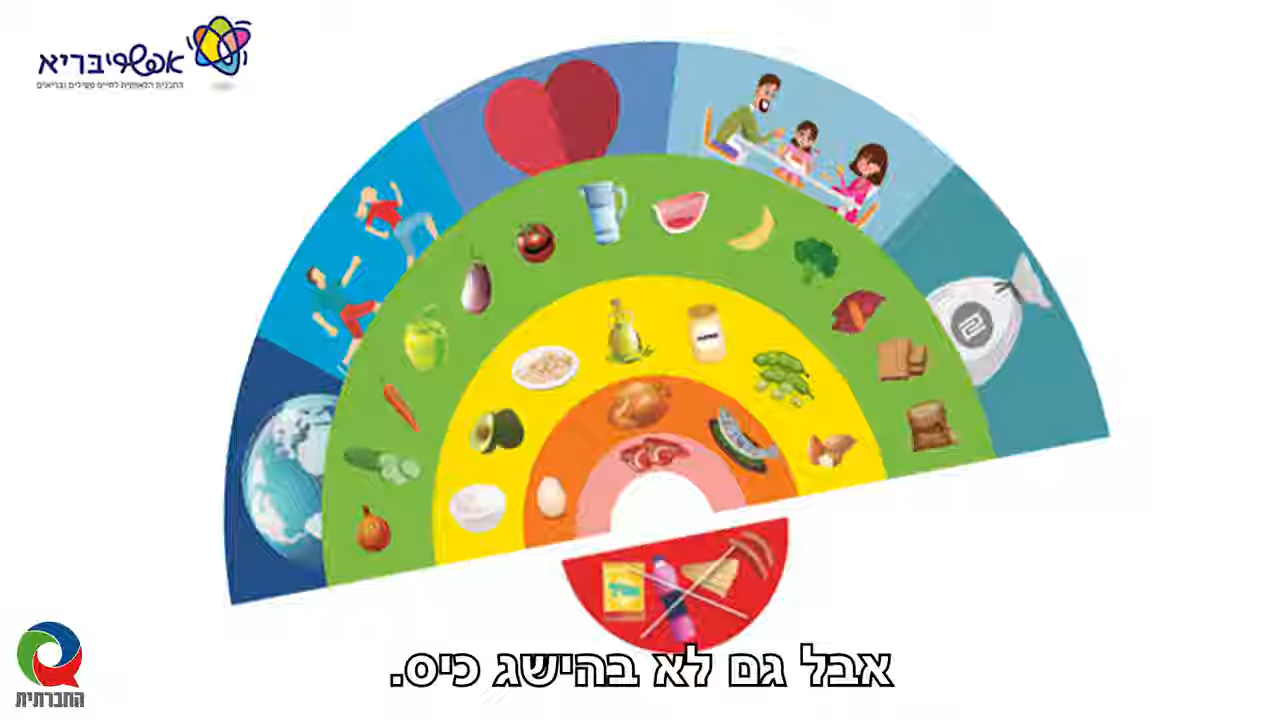 אפשריבריא
התכנית הלאומית לחיים פעילים ובריאים
אבל גם לא בהישג כיס.
החברתית